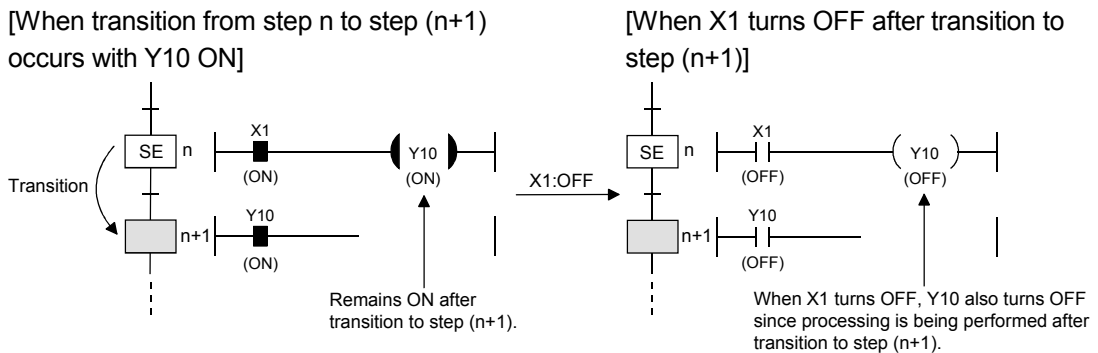 [When transition from step n to step (n+1)
occurs with Y10 ON]
X1
SE n
Y10
(ON)
(ON)
Transition
Y10
n+1
(ON)
Remains ON after
transition to step (n+1).
X1:OFF
[When X1 turns OFF after transition to
step (n+1)]
X1
SE n
Y10
(OFF)
(OFF)
Y10
n+1
(OFF)
When X1 turns OFF, Y10 also turns OFF
since processing is being performed after
transition to step (n+1).